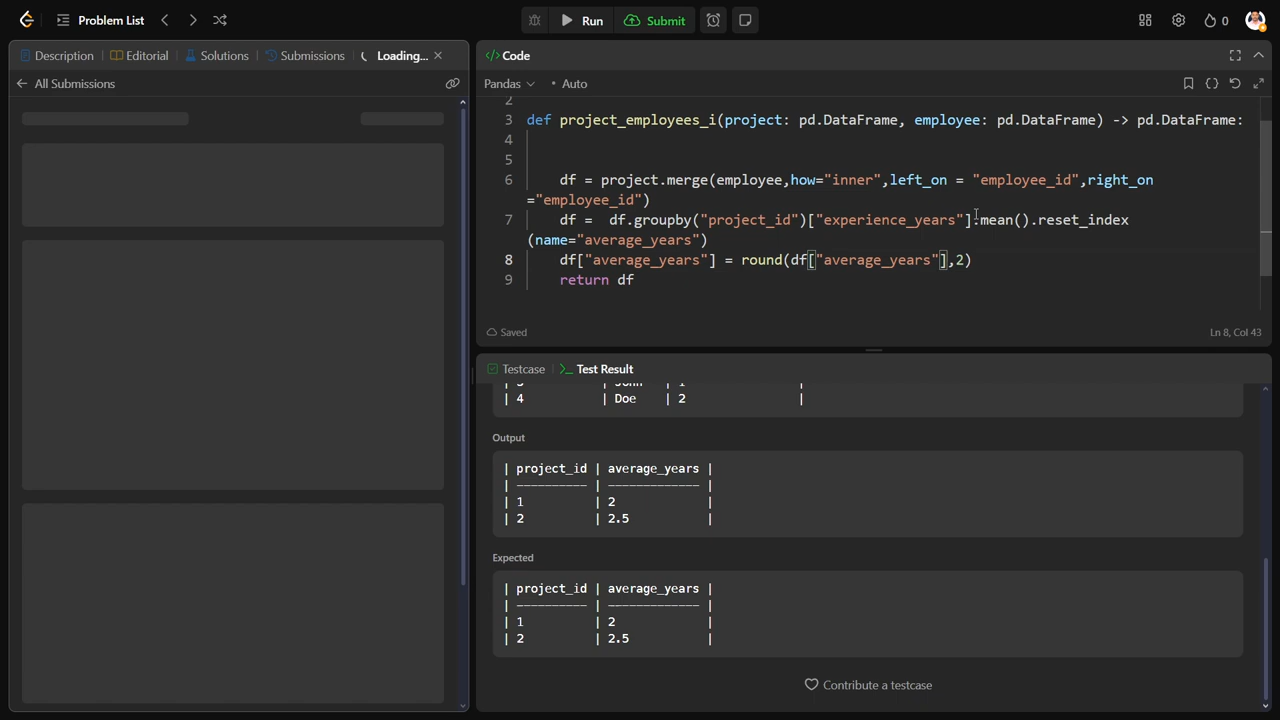 Problem List
Run
Submit
0
Description
Editorial
Solutions
Submissions
Loading...
All Submissions
</> Code
Pandas
Auto
2
3 def project_employees_i(project: pd.DataFrame, employee: pd.DataFrame) -> pd.DataFrame:
4
5
6 df = project.merge(employee,how="inner",left_on = "employee_id",right_on
="employee_id")
7 df =  df.groupby("project_id")["experience_years"].mean().reset_index
(name="average_years")
8 df["average_years"] = round(df["average_years"],2)
9 return df
Saved
Ln 8, Col 43
Testcase
Test Result
| 3 | John | 1 |
| 4 | Doe | 2 |
Output
| project_id | average_years |
| ---------- | ------------- |
| 1 | 2 |
| 2 | 2.5 |
Expected
| project_id | average_years |
| ---------- | ------------- |
| 1 | 2 |
| 2 | 2.5 |
Contribute a testcase